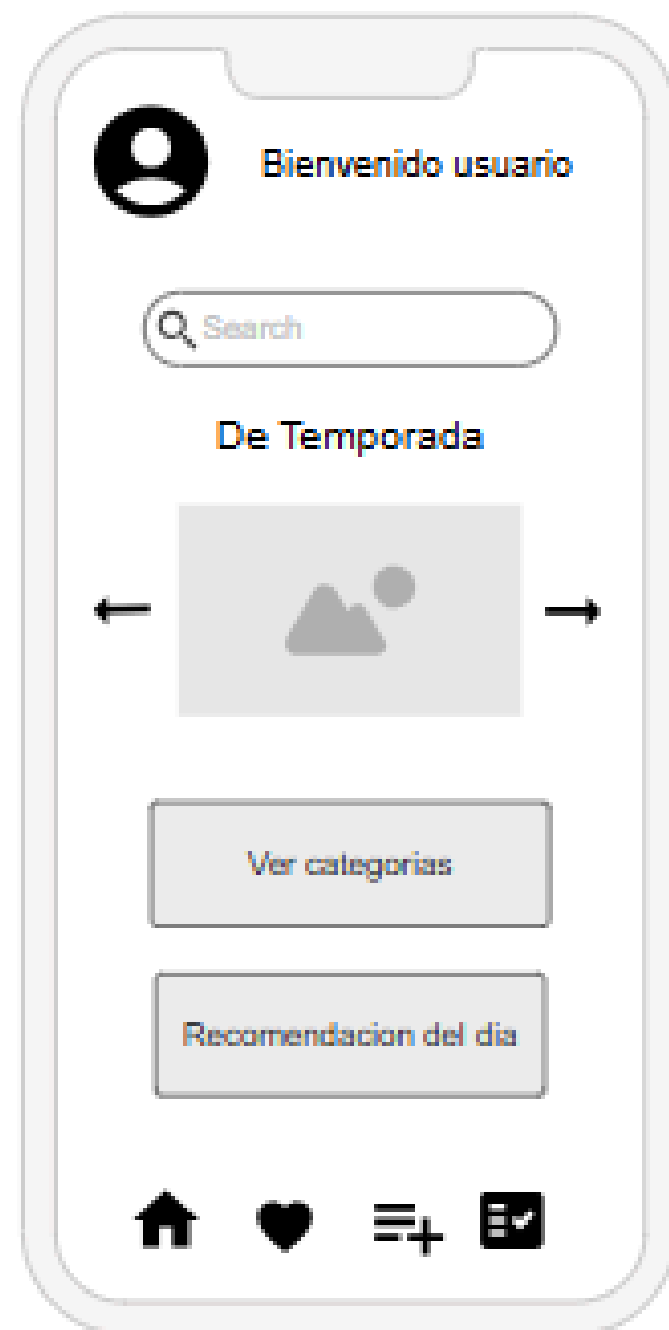 Bienvenido usuario
Search
De Temporada
Ver categorias
Recomendacion del dia